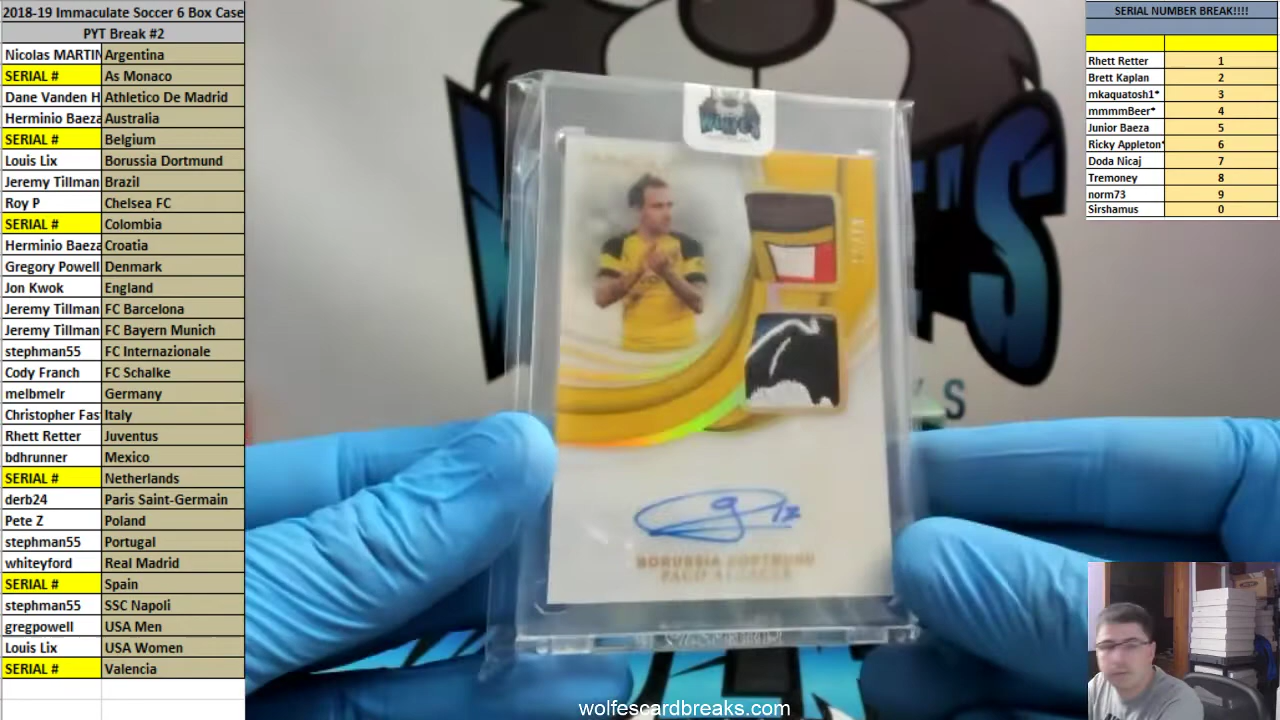 2018-19 Immaculate Soccer 6 Box Case
PYT Break #2
Nicolas MARTIN Argentina
SERIAL # As Monaco
Dane Vanden H Athletico De Madrid
Herminio Baeza Australia
SERIAL # Belgium
Louis Lix Borussia Dortmund
Jeremy Tillman Brazil
Roy P Chelsea FC
SERIAL # Colombia
Herminio Baeza Croatia
Gregory Powell Denmark
Jon Kwok England
Jeremy Tillman FC Barcelona
Jeremy Tillman FC Bayern Munich
stephman55 FC Internazionale
Cody Franch FC Schalke
melbmelr Germany
Christopher Fas Italy
Rhett Retter Juventus
bdhrunner Mexico
SERIAL # Netherlands
derb24 Paris Saint-Germain
Pete Z Poland
stephman55 Portugal
whiteyford Real Madrid
SERIAL # Spain
stephman55 SSC Napoli
gregpowell USA Men
Louis Lix USA Women
SERIAL # Valencia
BORUSSIA DORTMUND
wolfescardbreaks.com
SERIAL NUMBER BREAK!!!!
Rhett Retter 1
Brett Kaplan 2
mkaquatosh1* 3
mmmmBeer* 4
Junior Baeza 5
Ricky Appleton* 6
Doda Nicaj 7
Tremoney 8
norm73 9
Sirshamus 0